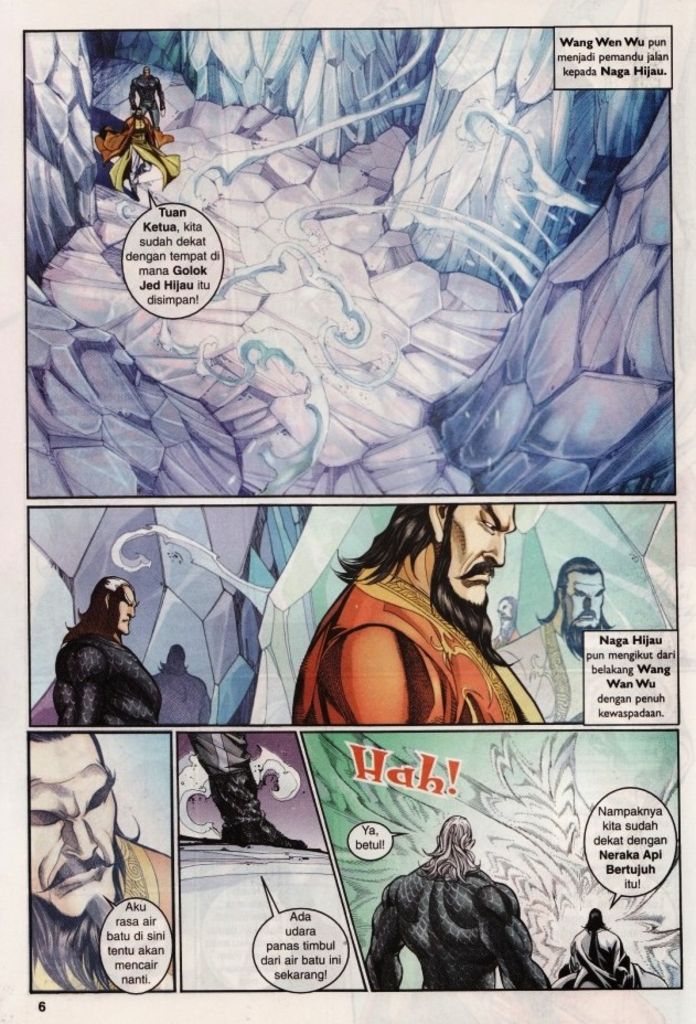 Wang Wen Wu pun
menjadi pemandu jalan
kepada Naga Hijau.
Tuan
Ketua, kita
sudah dekat
dengan tempat di
mana Golok
Jed Hijau itu
disimpan!
Naga Hijau
pun mengikut dari
belakang Wang
Wan Wu
dengan penuh
kewaspadaan.
Aku
rasa air
batu di sini
tentu akan
mencair
nanti.
Ada
udara
panas timbul
dari air batu ini
sekarang!
Hah!
Ya,
betul!
Nampaknya
kita sudah
dekat dengan
Neraka Api
Bertujuh
itu!
6